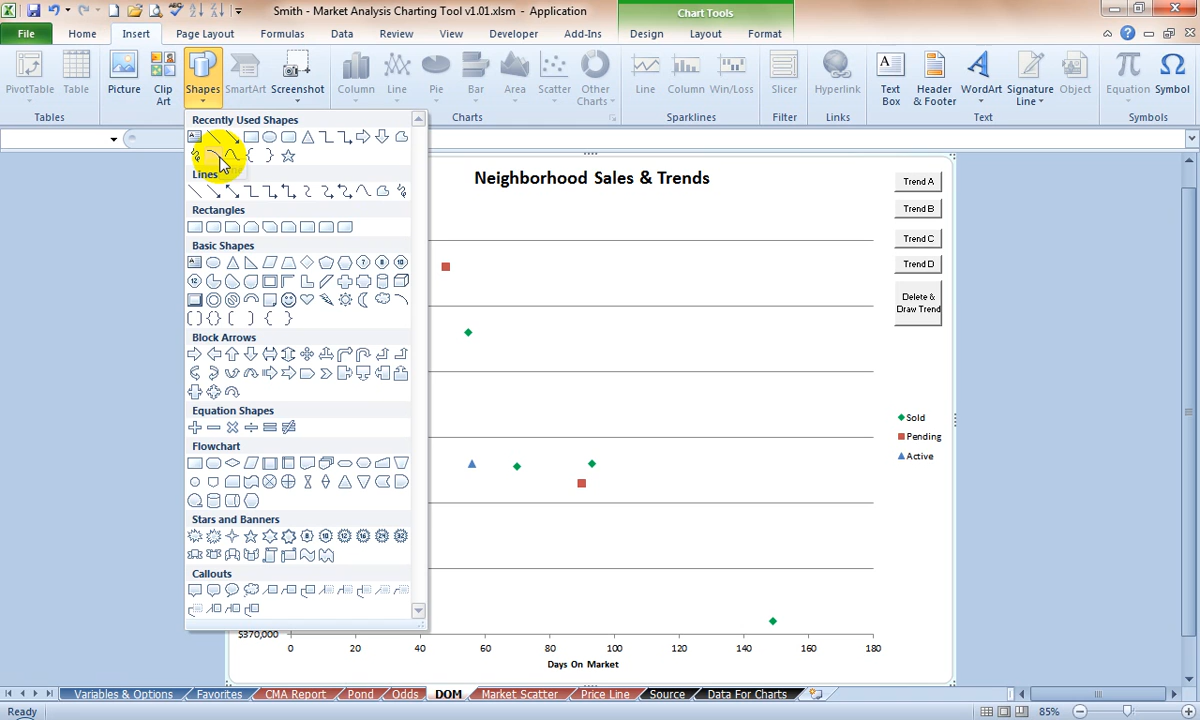 Smith - Market Analysis Charting Tool v1.01.xlsm - Application
Chart Tools
File Home Insert Page Layout Formulas Data Review View Developer Add-Ins Design Layout Format
PivotTable Table Picture Clip Art Shapes SmartArt Screenshot Column Line Pie Bar Area Scatter Other Charts Line Column Win/Loss Slicer Hyperlink Text Box Header & Footer WordArt Signature Line Object Equation Symbol
Tables Charts Sparklines Filter Links Text Symbols
Recently Used Shapes
Lines
Rectangles
Basic Shapes
Block Arrows
Equation Shapes
Flowchart
Stars and Banners
Callouts
Neighborhood Sales & Trends
Trend A
Trend B
Trend C
Trend D
Delete &
Draw Trend
Sold
Pending
Active
$370,000
0 20 40 60 80 100 120 140 160 180
Days On Market
Variables & Options Favorites CMA Report Pond Odds DOM Market Scatter Price Line Source Data For Charts
Ready 85%